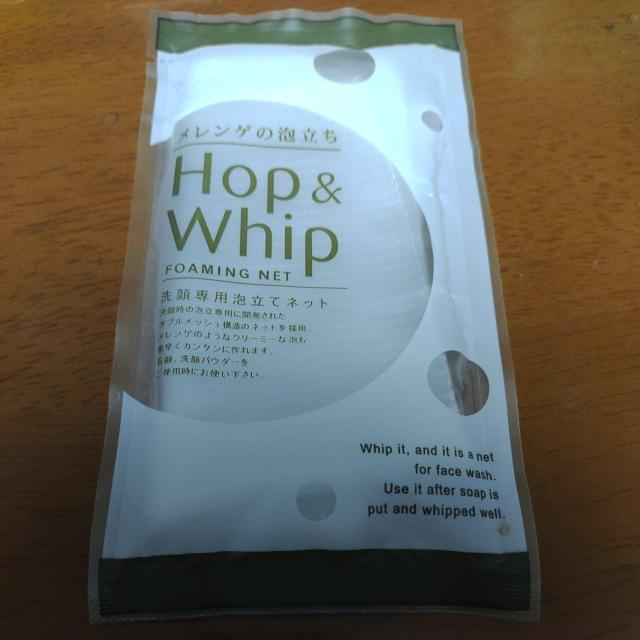 メレンゲの泡立ち
Hop &
Whip
FOAMING NET
洗顔専用泡立てネット
洗顔時の泡立専用に開発された
ダブルメッシュ構造のネットを採用。
メレンゲのようなクリーミーな泡も
素早くカンタンに作れます。
石鹸、洗顔パウダーを
ご使用時にお使い下さい。
Whip it, and it is a net
for face wash.
Use it after soap is
put and whipped well.